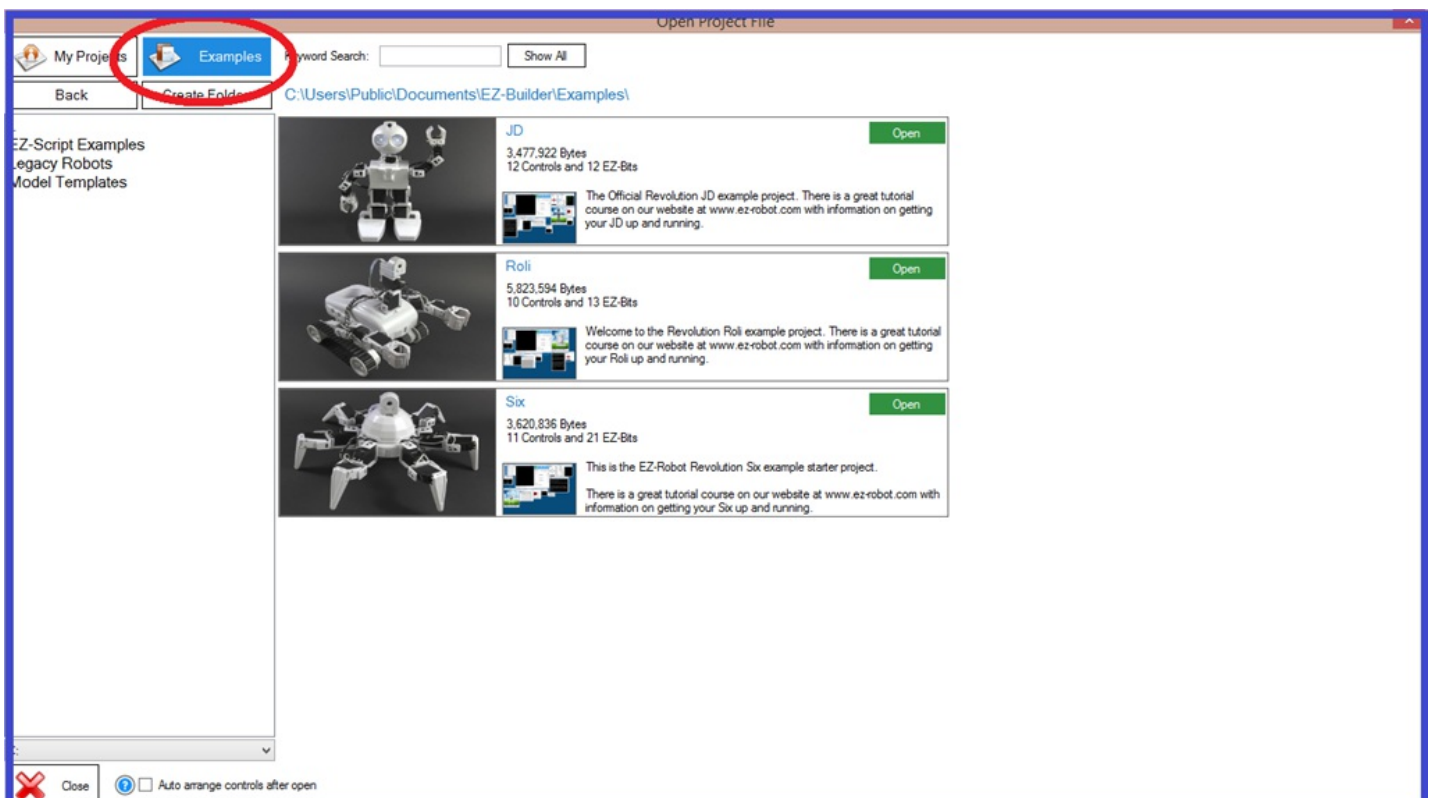 Open Project File
My Projects
Examples
Keyword Search:
Show All
Back
Create Folder
C:\Users\Public\Documents\EZ-Builder\Examples\
EZ-Script Examples
Legacy Robots
Model Templates
JD
Open
3,477,922 Bytes
12 Controls and 12 EZ-Bits
The Official Revolution JD example project. There is a great tutorial
course on our website at www.ez-robot.com with information on getting
your JD up and running.
Roli
Open
5,823,594 Bytes
10 Controls and 13 EZ-Bits
Welcome to the Revolution Roli example project. There is a great tutorial
course on our website at www.ez-robot.com with information on getting
your Roli up and running.
Six
Open
3,620,836 Bytes
11 Controls and 21 EZ-Bits
This is the EZ-Robot Revolution Six example starter project.
There is a great tutorial course on our website at www.ez-robot.com with
information on getting your Six up and running.
Close
Auto arrange controls after open